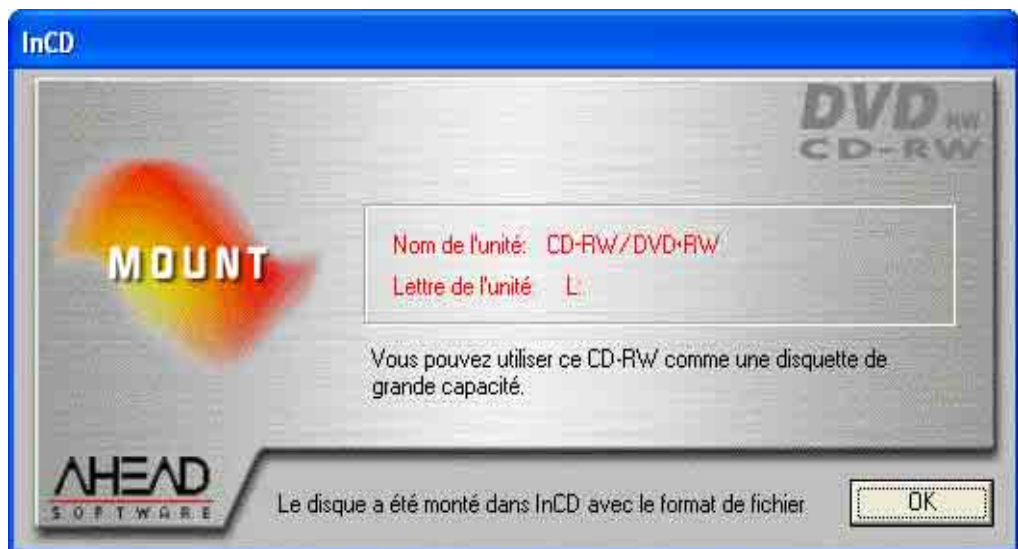 InCD
DVD RW
CD-RW
MOUNT
Nom de l'unité: CD-RW/DVD+RW
Lettre de l'unité L:
Vous pouvez utiliser ce CD-RW comme une disquette de
grande capacité.
AHEAD
SOFTWARE
Le disque a été monté dans InCD avec le format de fichier
OK